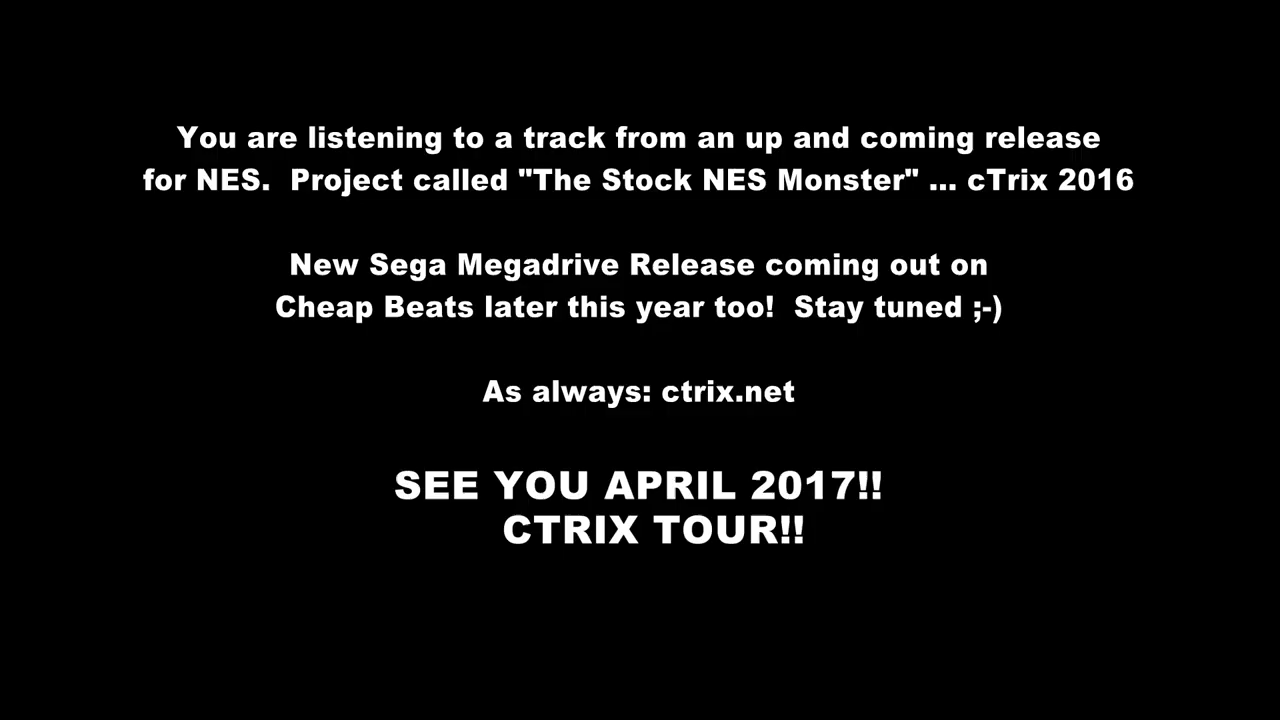 You are listening to a track from an up and coming release
for NES.  Project called "The Stock NES Monster" ... cTrix 2016
New Sega Megadrive Release coming out on
Cheap Beats later this year too!  Stay tuned ;-)
As always: ctrix.net
SEE YOU APRIL 2017!!
CTRIX TOUR!!